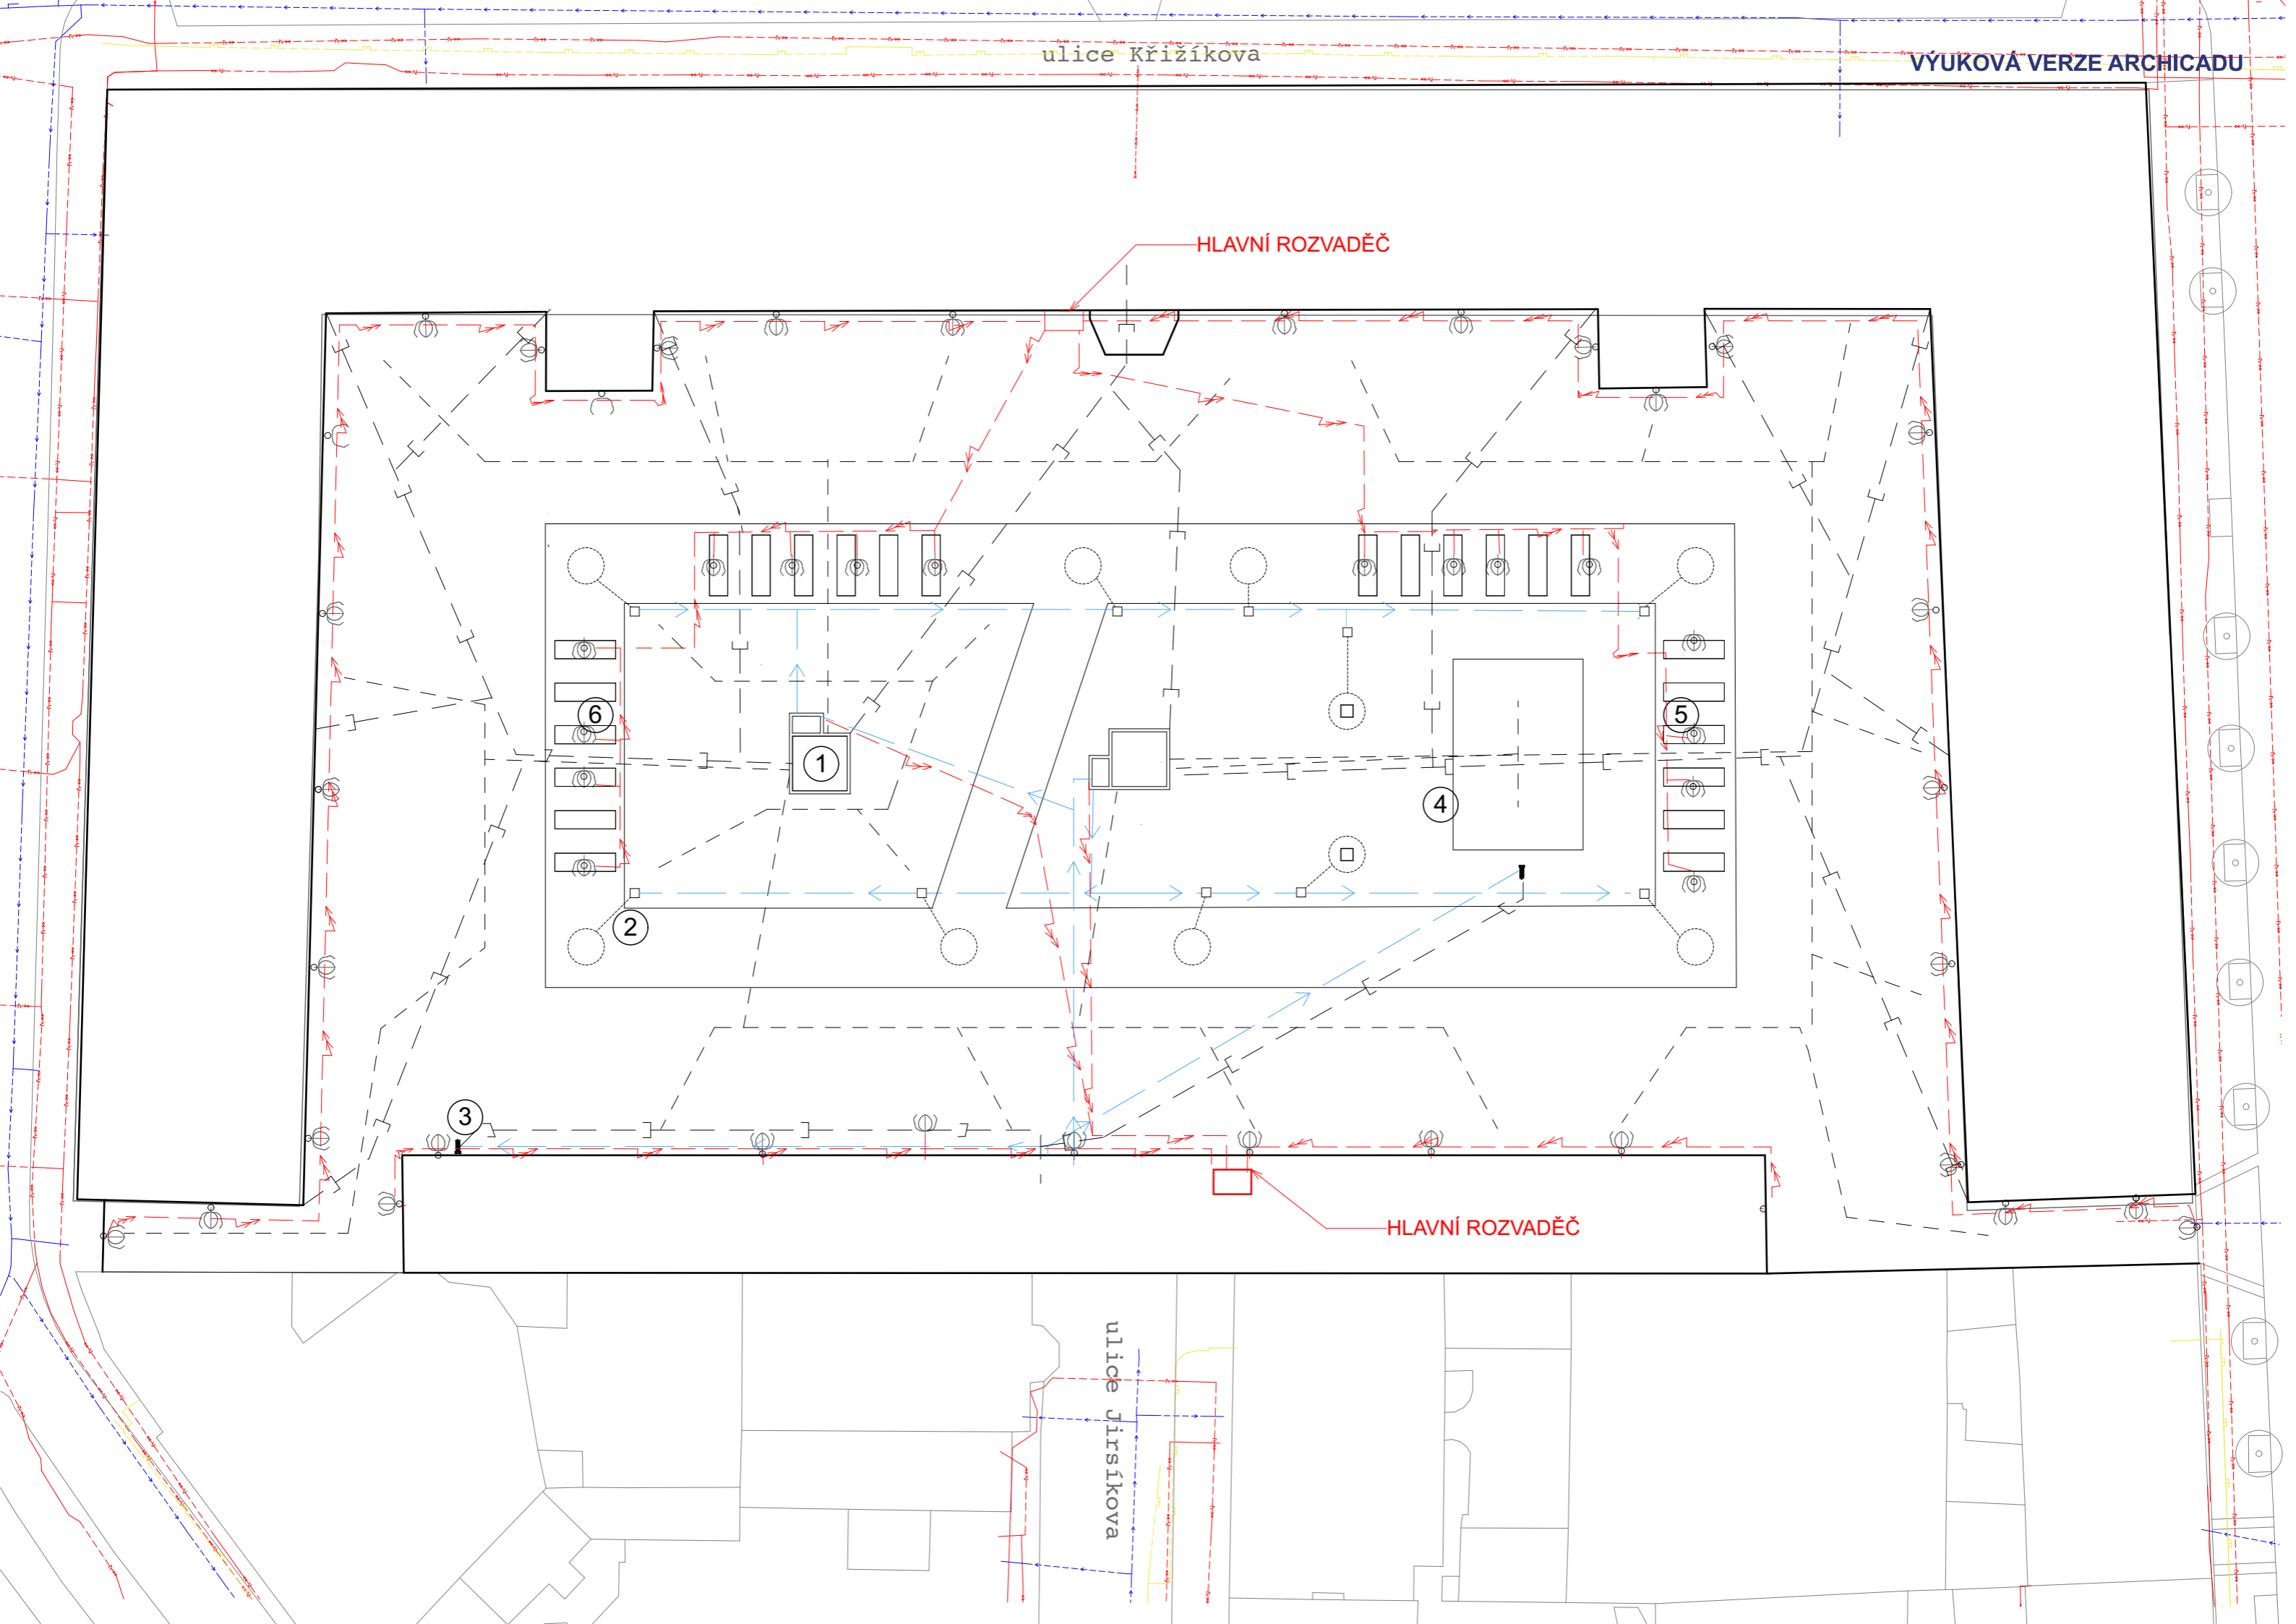 ulice Křižíkova
VÝUKOVÁ VERZE ARCHICADU
HLAVNÍ ROZVADĚČ
6
5
1
4
2
3
HLAVNÍ ROZVADĚČ
ulice Jirsíkova